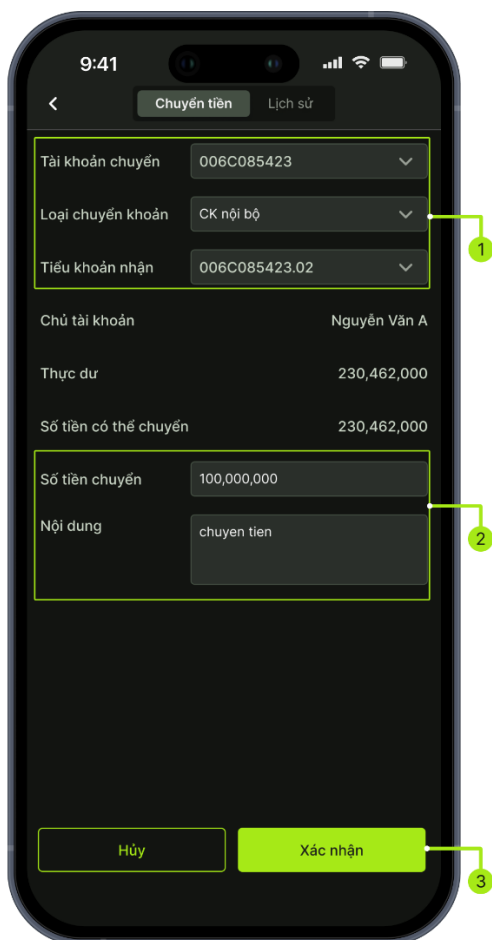 9:41
Chuyển tiền Lịch sử
Tài khoản chuyển 006C085423
Loại chuyển khoản CK nội bộ
1
Tiểu khoản nhận 006C085423.02
Chủ tài khoản Nguyễn Văn A
Thực dư 230,462,000
Số tiền có thể chuyển 230,462,000
Số tiền chuyển 100,000,000
Nội dung chuyen tien
2
Hủy Xác nhận
3